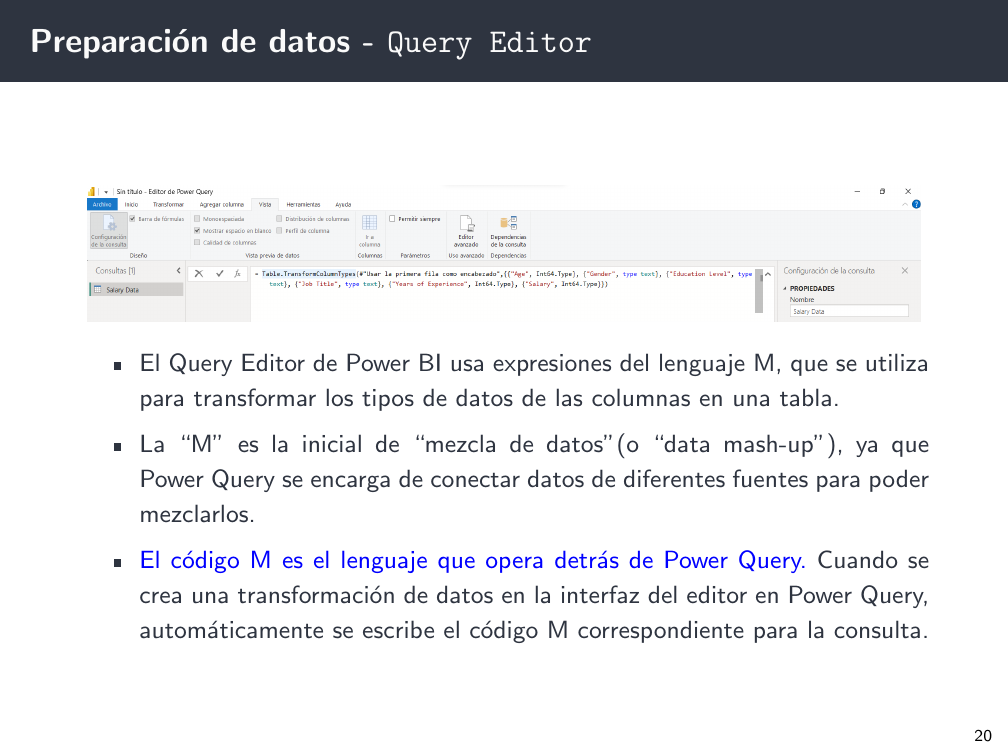 Preparación de datos - Query Editor
Sin título - Editor de Power Query
Archivo Inicio Transformar Agregar columna Vista Herramientas Ayuda
Configuración de la consulta
Barra de fórmulas
Diseño
Monoespaciada
Mostrar espacio en blanco
Calidad de columnas
Distribución de columnas
Perfil de columna
Vista previa de datos
Ir a columna
Columnas
Permitir siempre
Parámetros
Editor avanzado
Uso avanzado
Dependencias de la consulta
Dependencias
Consultas [1]
Salary Data
fx
= Table.TransformColumnTypes(#"Usar la primera fila como encabezado",{{"Age", Int64.Type}, {"Gender", type text}, {"Education Level", type
text}, {"Job Title", type text}, {"Years of Experience", Int64.Type}, {"Salary", Int64.Type}})
Configuración de la consulta
PROPIEDADES
Nombre
Salary Data
El Query Editor de Power BI usa expresiones del lenguaje M, que se utiliza
para transformar los tipos de datos de las columnas en una tabla.
La “M” es la inicial de “mezcla de datos”(o “data mash-up”), ya que
Power Query se encarga de conectar datos de diferentes fuentes para poder
mezclarlos.
El código M es el lenguaje que opera detrás de Power Query. Cuando se
crea una transformación de datos en la interfaz del editor en Power Query,
automáticamente se escribe el código M correspondiente para la consulta.
20